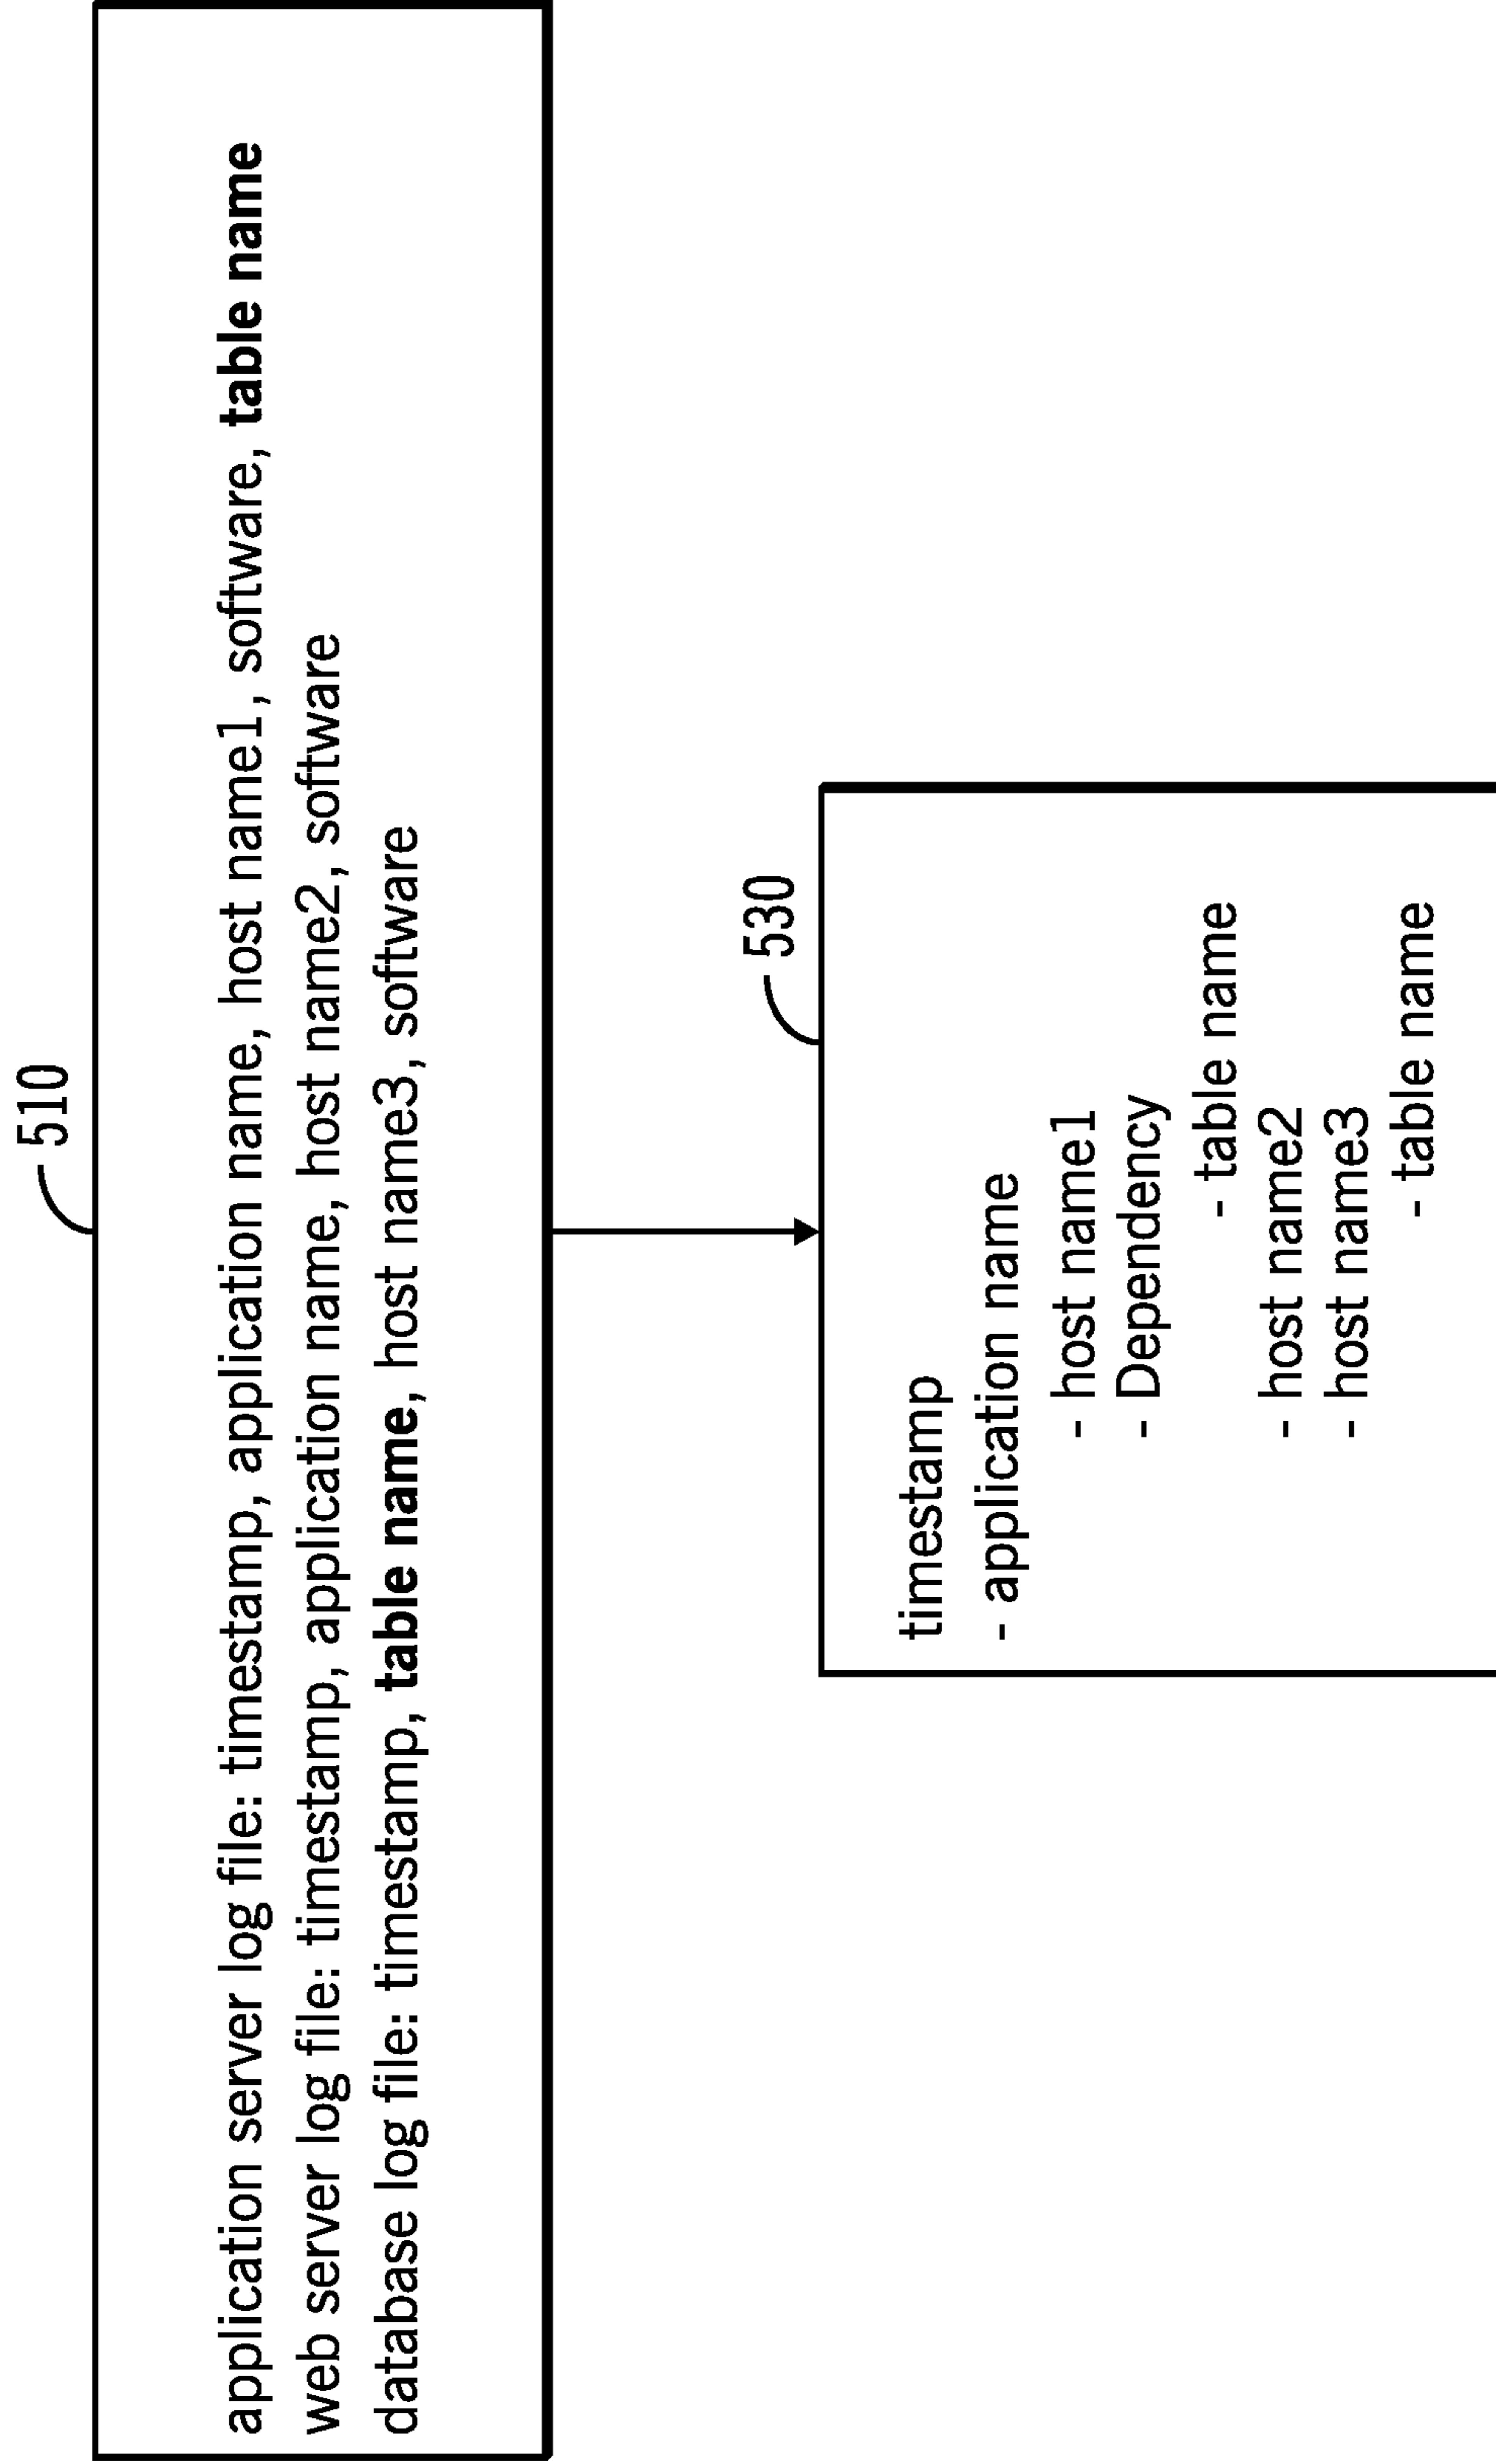 510
application server log file: timestamp, application name, host name1, software, table name
web server log file: timestamp, application name, host name2, software
database log file: timestamp, table name, host name3, software
530
timestamp
- application name
- host name1
- Dependency
- table name
- host name2
- host name3
- table name